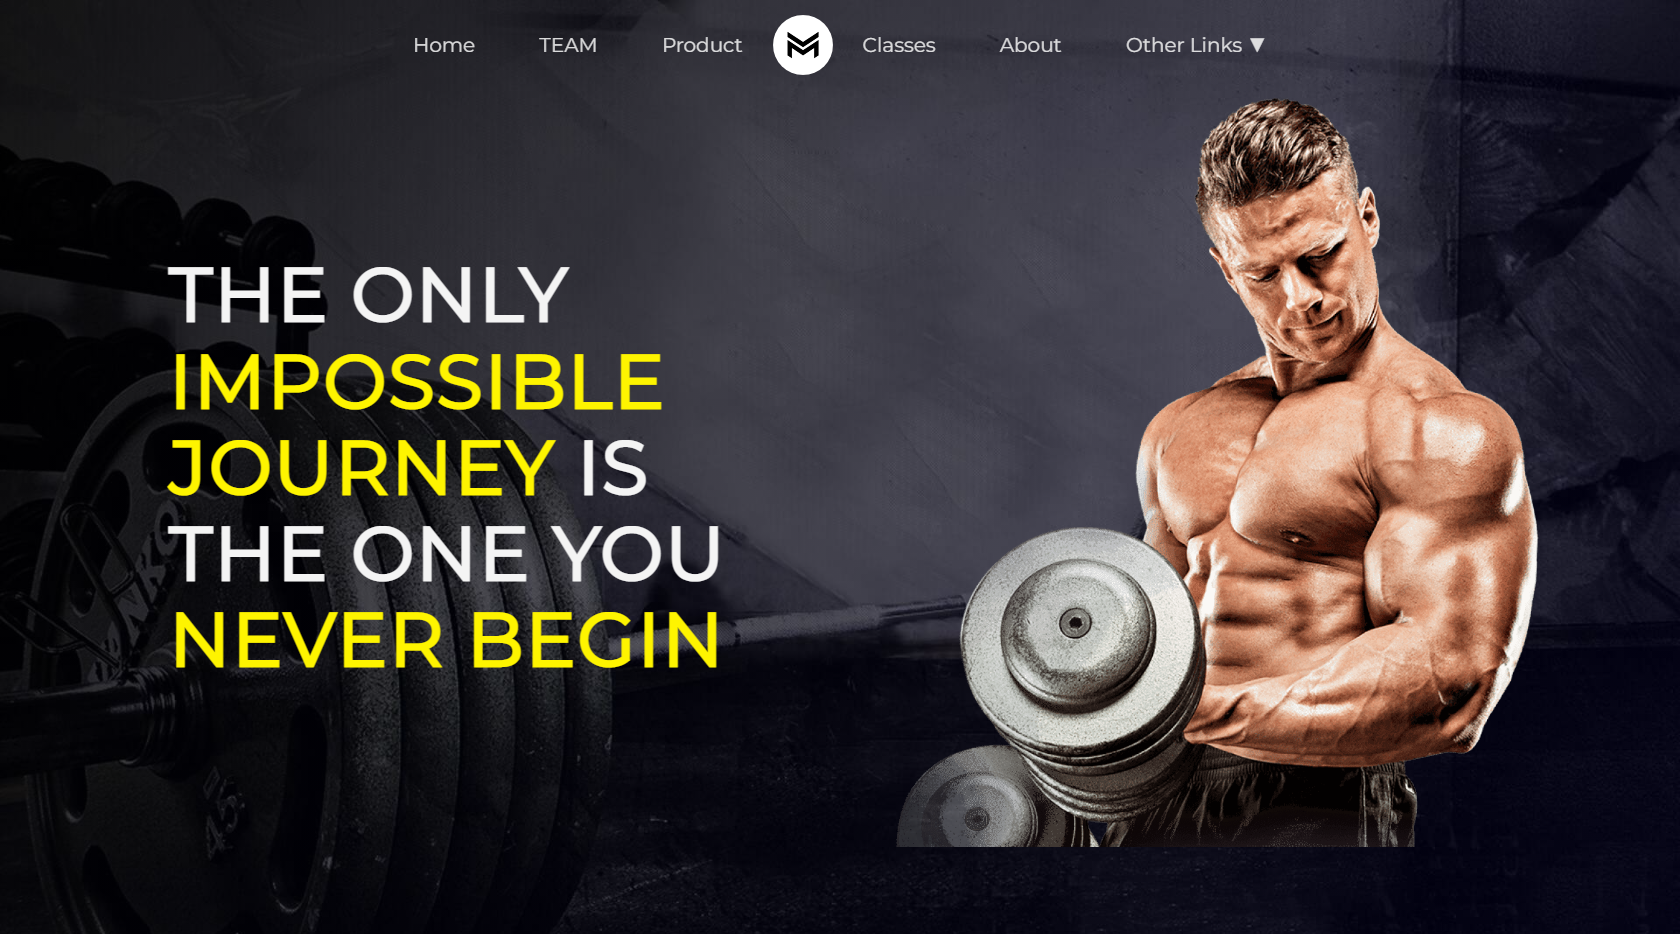 Home TEAM Product Classes About Other Links ▼
THE ONLY
IMPOSSIBLE
JOURNEY IS
THE ONE YOU
NEVER BEGIN